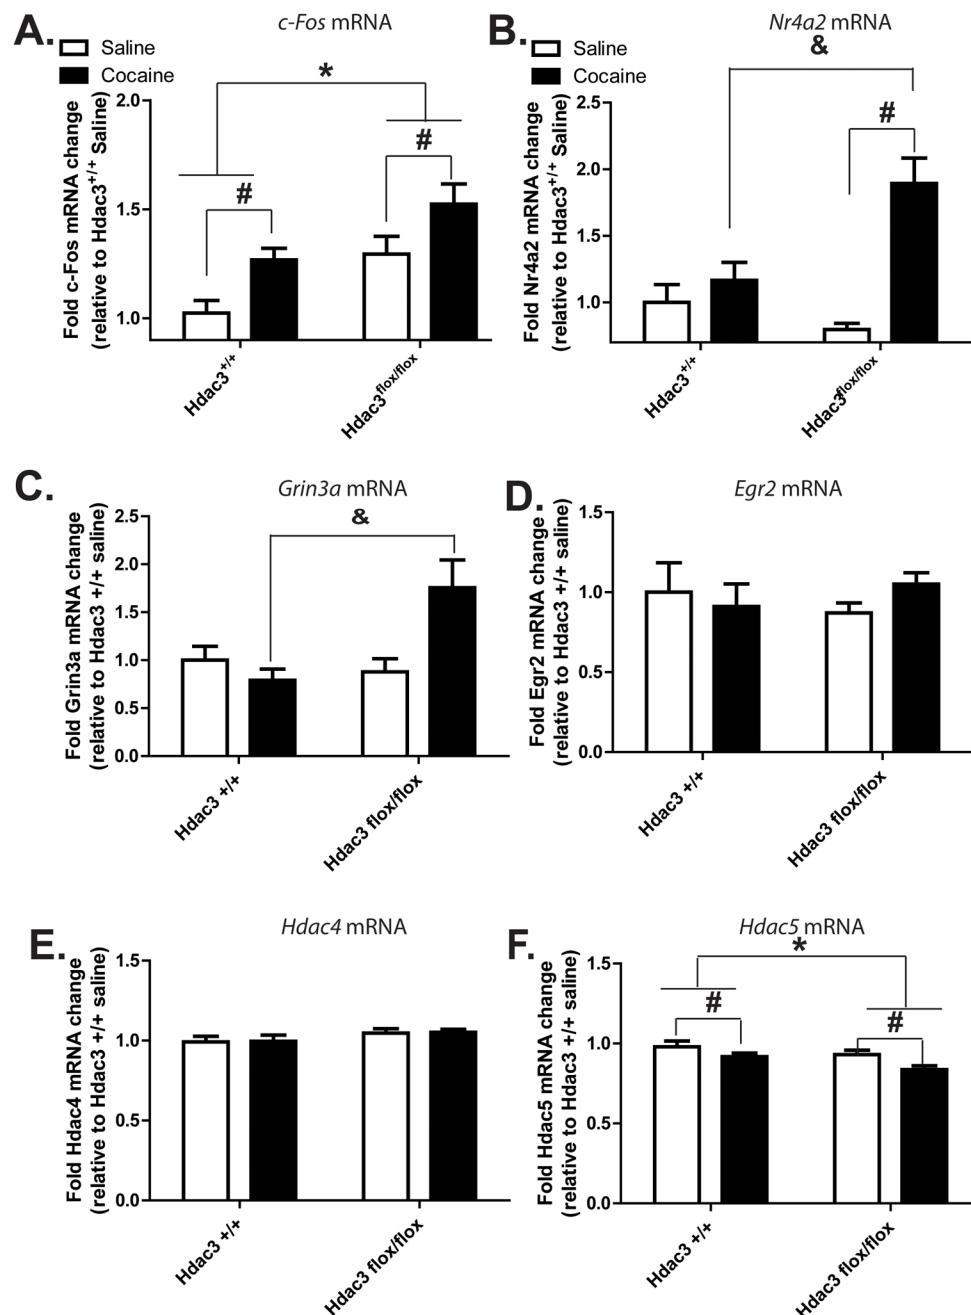 A.
c-Fos mRNA
Saline
Cocaine
*
#
#
Fold c-Fos mRNA change
(relative to Hdac3+/+ Saline)
2.0
1.5
1.0
Hdac3+/+
Hdac3flox/flox
B.
Nr4a2 mRNA
Saline
Cocaine
&
#
Fold Nr4a2 mRNA change
(relative to Hdac3+/+ Saline)
2.5
2.0
1.5
1.0
Hdac3+/+
Hdac3flox/flox
C.
Grin3a mRNA
&
Fold Grin3a mRNA change
(relative to Hdac3 +/+ saline)
2.5
2.0
1.5
1.0
0.5
0.0
Hdac3 +/+
Hdac3 flox/flox
D.
Egr2 mRNA
Fold Egr2 mRNA change
(relative to Hdac3 +/+ saline)
1.5
1.0
0.5
0.0
Hdac3 +/+
Hdac3 flox/flox
E.
Hdac4 mRNA
Fold Hdac4 mRNA change
(relative to Hdac3 +/+ saline)
1.5
1.0
0.5
0.0
Hdac3 +/+
Hdac3 flox/flox
F.
Hdac5 mRNA
*
#
#
Fold Hdac5 mRNA change
(relative to Hdac3 +/+ saline)
1.5
1.0
0.5
0.0
Hdac3 +/+
Hdac3 flox/flox